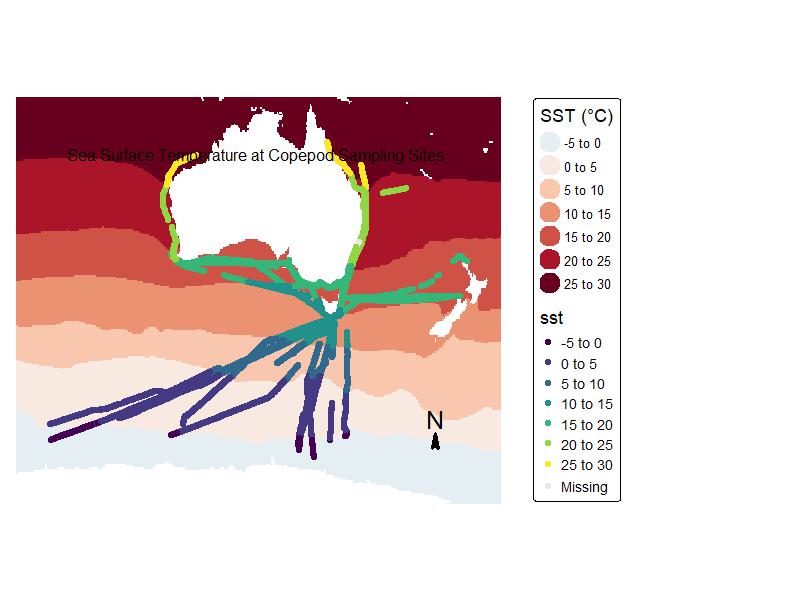 Sea Surface Temperature at Copepod Sampling Sites
N
SST (°C)
-5 to 0
0 to 5
5 to 10
10 to 15
15 to 20
20 to 25
25 to 30
sst
-5 to 0
0 to 5
5 to 10
10 to 15
15 to 20
20 to 25
25 to 30
Missing